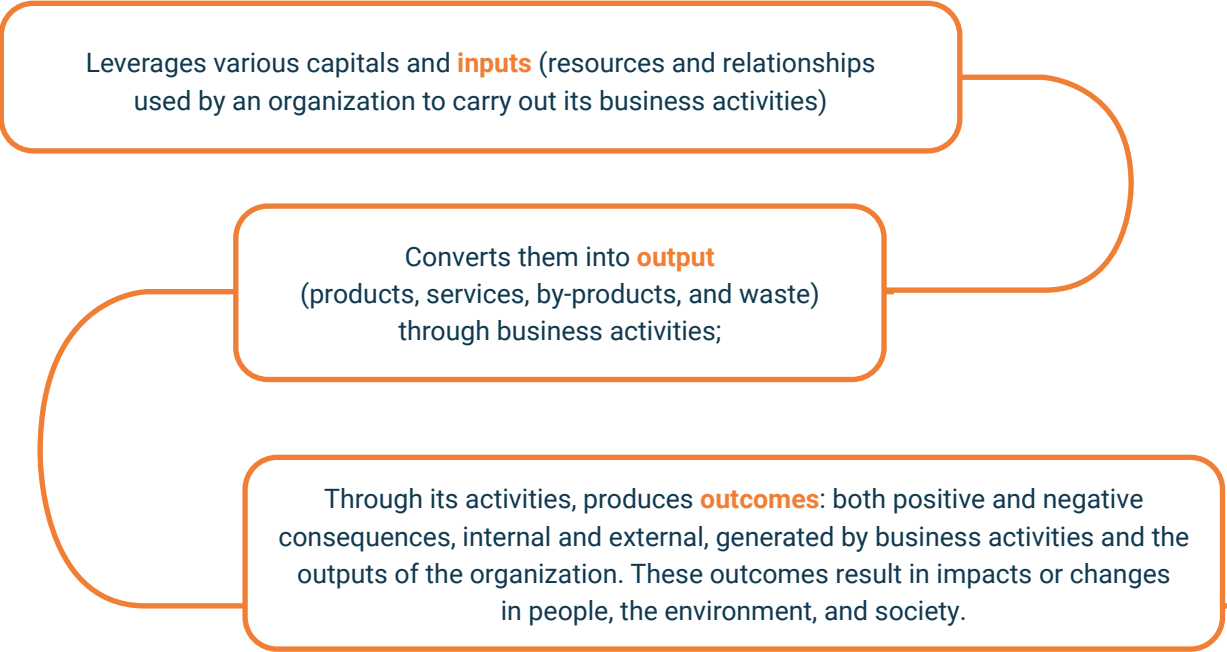 Leverages various capitals and inputs (resources and relationships
used by an organization to carry out its business activities)
Converts them into output
(products, services, by-products, and waste)
through business activities;
Through its activities, produces outcomes: both positive and negative
consequences, internal and external, generated by business activities and the
outputs of the organization. These outcomes result in impacts or changes
in people, the environment, and society.